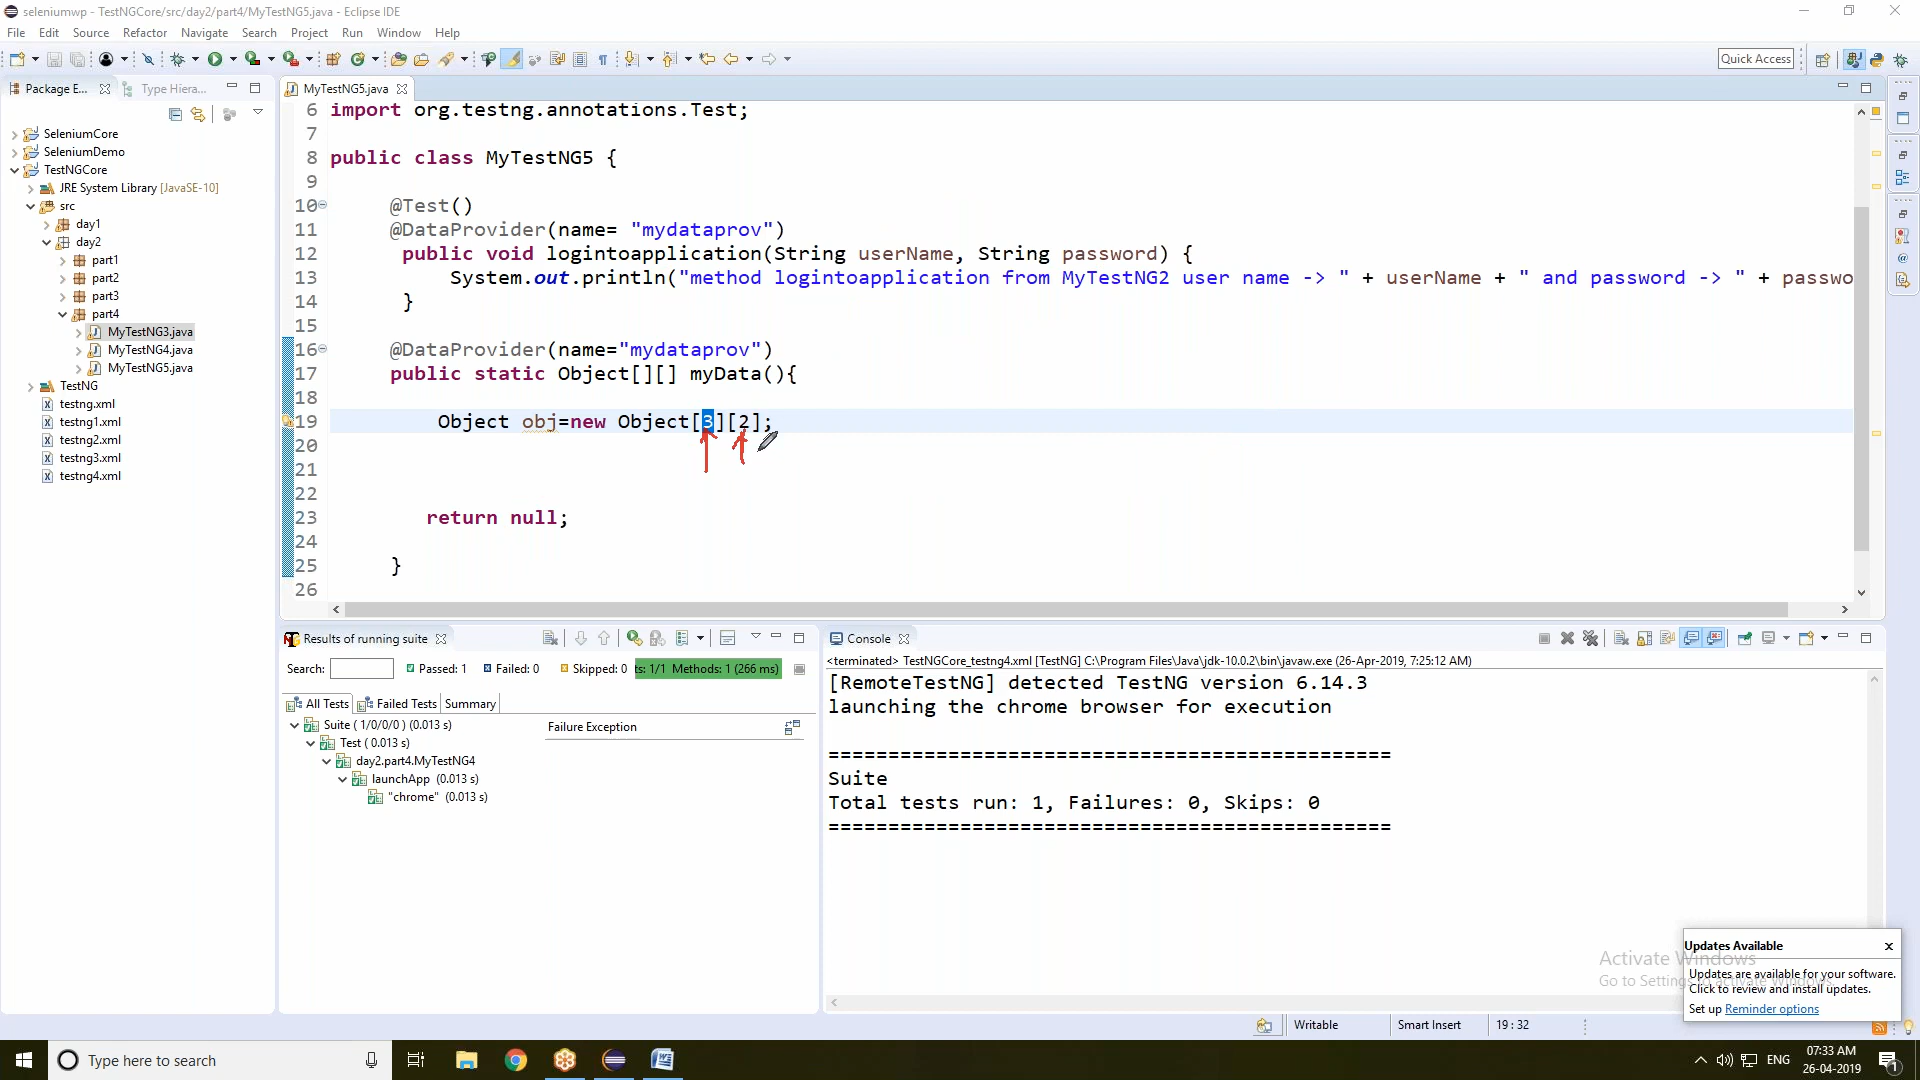 seleniumwp - TestNGCore/src/day2/part4/MyTestNG5.java - Eclipse IDE
File Edit Source Refactor Navigate Search Project Run Window Help
Quick Access
Package E...
Type Hiera...
MyTestNG5.java
SeleniumCore
SeleniumDemo
TestNGCore
JRE System Library [JavaSE-10]
src
day1
day2
part1
part2
part3
part4
MyTestNG3.java
MyTestNG4.java
MyTestNG5.java
TestNG
testng.xml
testng1.xml
testng2.xml
testng3.xml
testng4.xml
6 import org.testng.annotations.Test;
7
8 public class MyTestNG5 {
9
10 @Test()
11 @DataProvider(name= "mydataprov")
12 public void logintoapplication(String userName, String password) {
13 System.out.println("method logintoapplication from MyTestNG2 user name -> " + userName + " and password -> " + passwo
14 }
15
16 @DataProvider(name="mydataprov")
17 public static Object[][] myData(){
18
19 Object obj=new Object[3][2];
20
21
22
23 return null;
24
25 }
26
Results of running suite
Search:
Passed: 1
Failed: 0
Skipped: 0
ts: 1/1 Methods: 1 (266 ms)
All Tests
Failed Tests
Summary
Suite ( 1/0/0/0 ) (0.013 s)
Test ( 0.013 s)
day2.part4.MyTestNG4
launchApp (0.013 s)
"chrome" (0.013 s)
Failure Exception
Console
<terminated> TestNGCore_testng4.xml [TestNG] C:\Program Files\Java\jdk-10.0.2\bin\javaw.exe (26-Apr-2019, 7:25:12 AM)
[RemoteTestNG] detected TestNG version 6.14.3
launching the chrome browser for execution
===============================================
Suite
Total tests run: 1, Failures: 0, Skips: 0
===============================================
Updates Available
Updates are available for your software.
Click to review and install updates.
Set up Reminder options
Activate Windows
Go to Settings to activate Windows.
Writable
Smart Insert
19 : 32
Type here to search
ENG
07:33 AM
26-04-2019
1